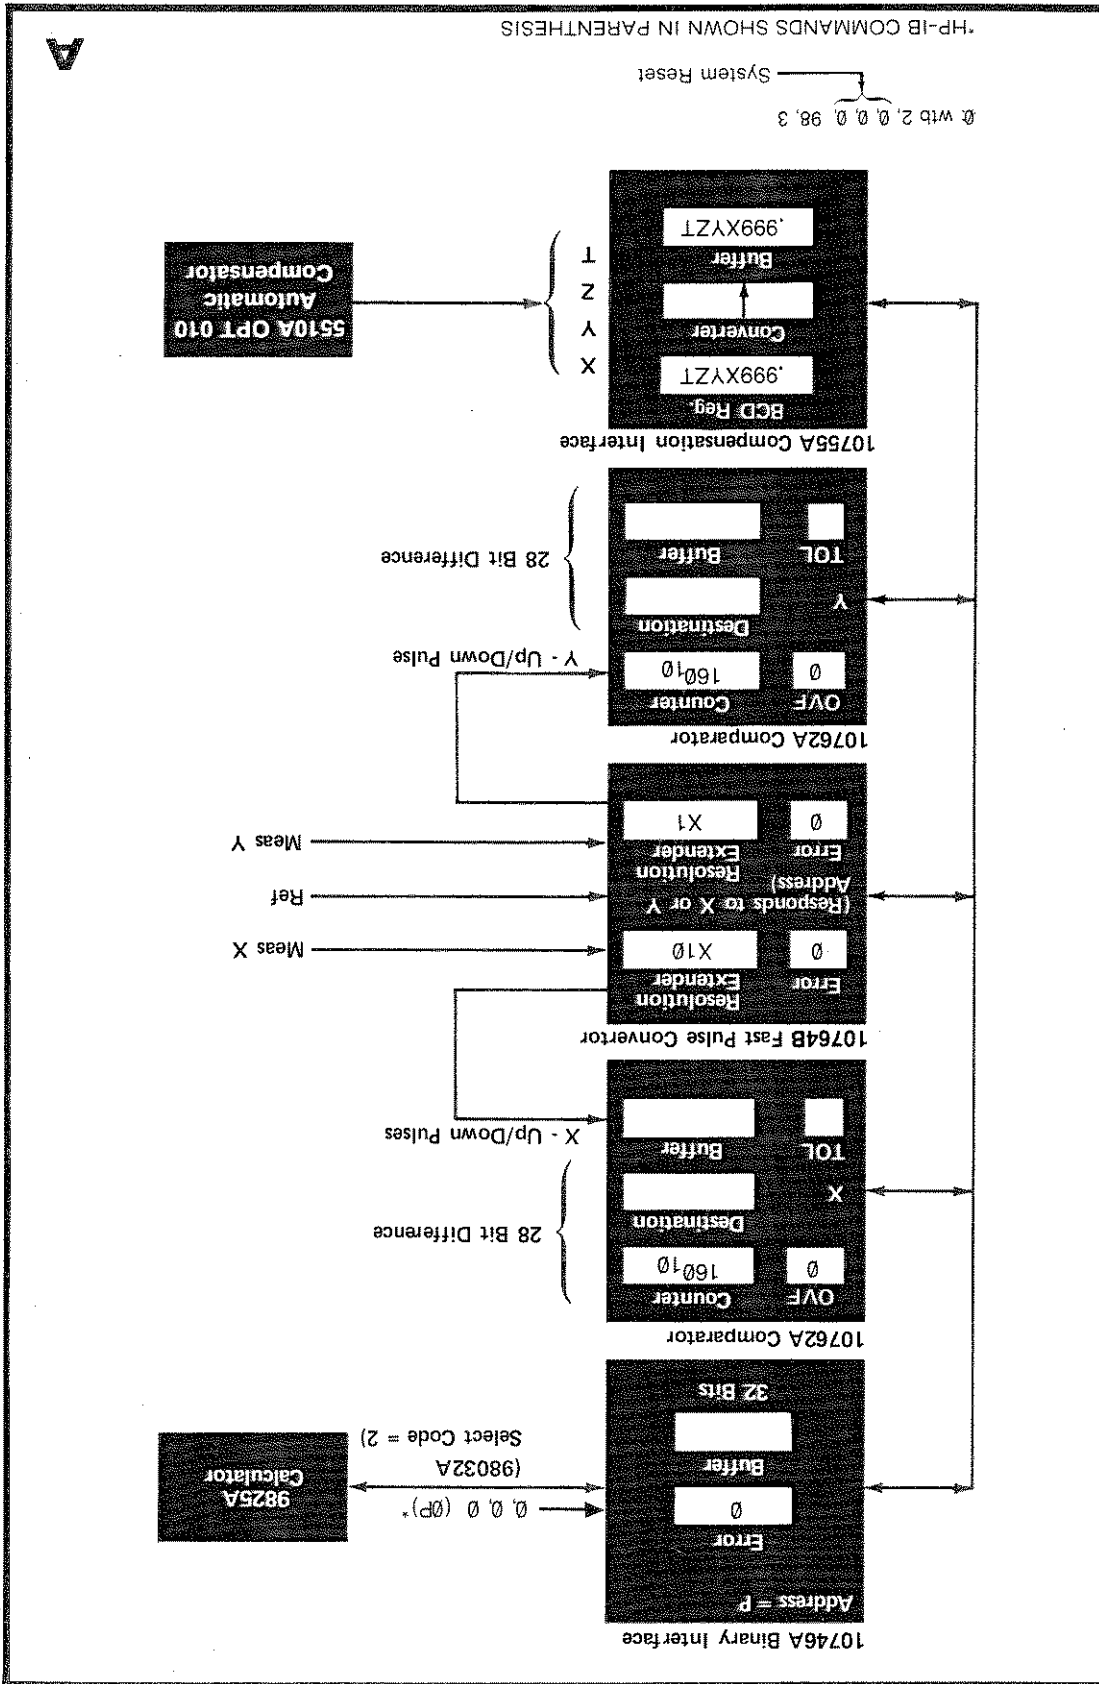 10746A Binary Interface
Address = P
Error
0
Buffer
32 Bits
0, 0, 0 (0P)*
(98032A
Select Code = 2)
9825A
Calculator
10762A Comparator
OVF
0
Counter
160₁₀
X
Destination
TOL
Buffer
28 Bit Difference
X - Up/Down Pulses
10764B Fast Pulse Convertor
Error
0
Resolution
Extender
X10
(Responds to X or Y
Address)
Error
0
Resolution
Extender
X1
Meas X
Ref
Meas Y
10762A Comparator
OVF
0
Counter
160₁₀
Y
Destination
TOL
Buffer
Y - Up/Down Pulse
28 Bit Difference
10755A Compensation Interface
BCD Reg.
.999XYZT
Converter
Buffer
.999XYZT
X
Y
Z
T
5510A OPT 010
Automatic
Compensator
0: wtb 2, 0, 0, 0, 98, 3
System Reset
*HP-IB COMMANDS SHOWN IN PARENTHESIS
A